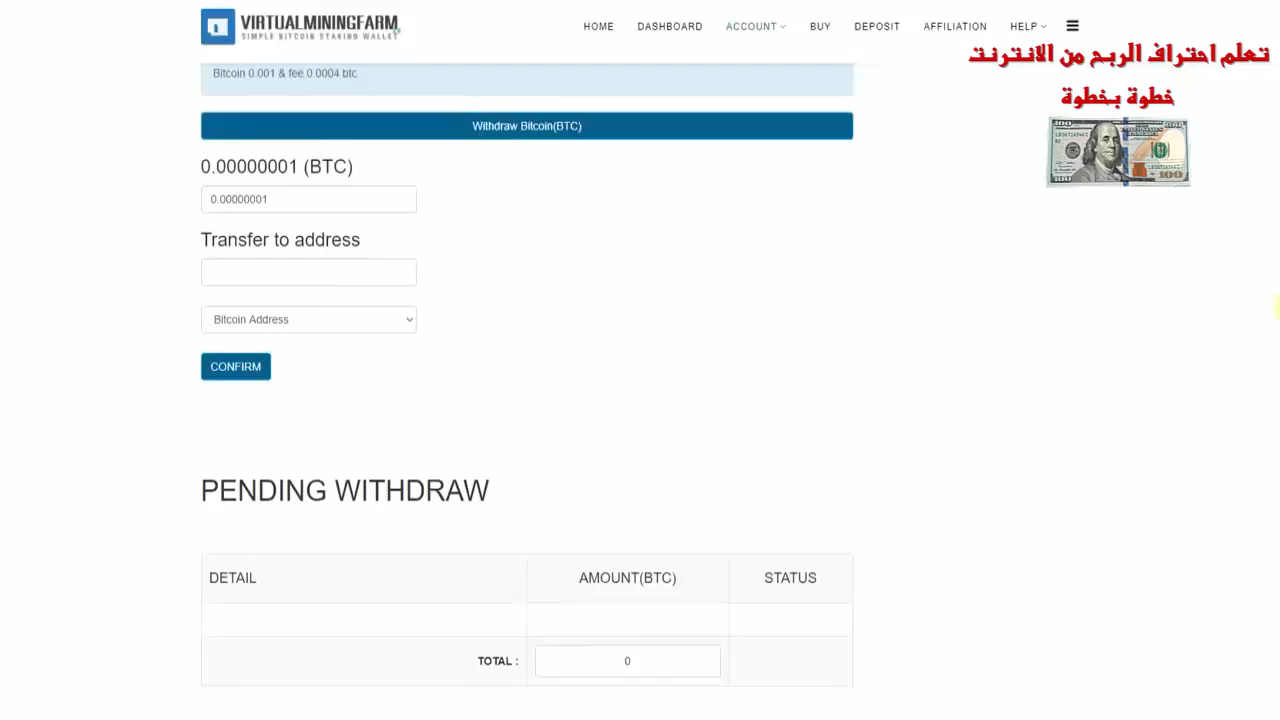 VIRTUALMININGFARM
SIMPLE BITCOIN STAKING WALLET
HOME DASHBOARD ACCOUNT BUY DEPOSIT AFFILIATION HELP
تعلم احتراف الربح من الانترنت
خطوة بخطوة
Bitcoin 0.001 & fee 0.0004 btc
Withdraw Bitcoin(BTC)
0.00000001 (BTC)
0.00000001
Transfer to address
Bitcoin Address
CONFIRM
PENDING WITHDRAW
DETAIL AMOUNT(BTC) STATUS
TOTAL : 0